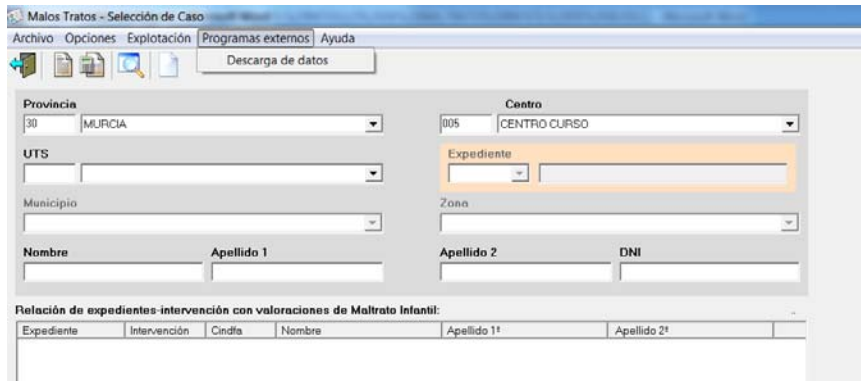 Malos Tratos - Selección de Caso
Archivo Opciones Explotación Programas externos Ayuda
Descarga de datos
Provincia Centro
30 MURCIA 005 CENTRO CURSO
UTS Expediente
Municipio Zona
Nombre Apellido 1 Apellido 2 DNI
Relación de expedientes-intervención con valoraciones de Maltrato Infantil:
Expediente Intervención Cindfa Nombre Apellido 1º Apellido 2º